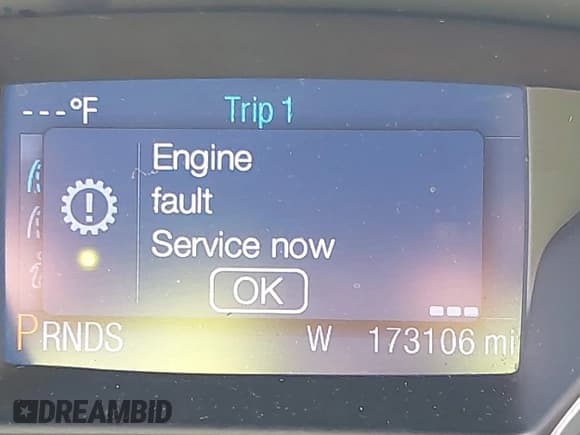 ---°F Trip 1
Engine
fault
Service now
OK
PRNDS W 173106 mi
DREAMBID